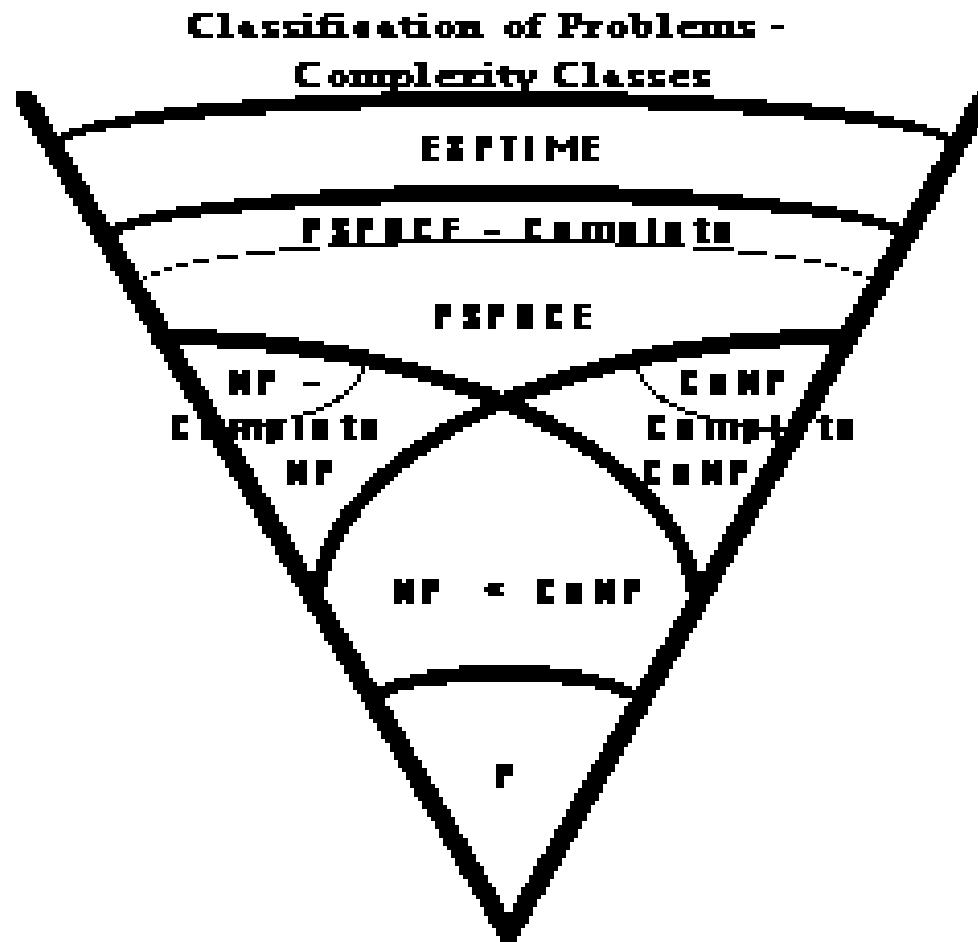 Classification of Problems -
Complexity Classes
EXPTIME
PSPACE - Complete
PSPACE
NP -
Complete
NP
CoNP
Complete
CoNP
NP CoNP
P